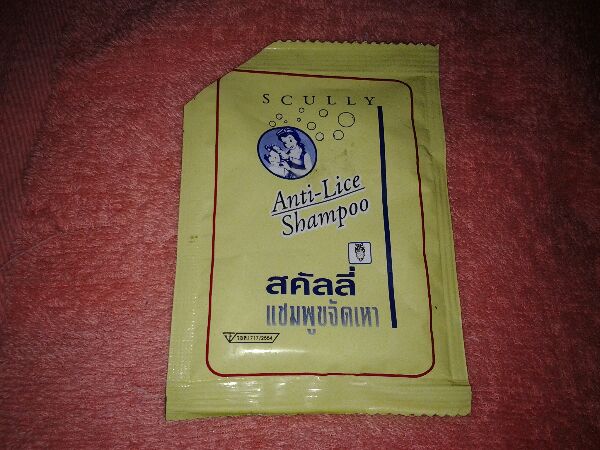 SCULLY
Anti-Lice
Shampoo
สคัลลี่
แชมพูขจัดเหา